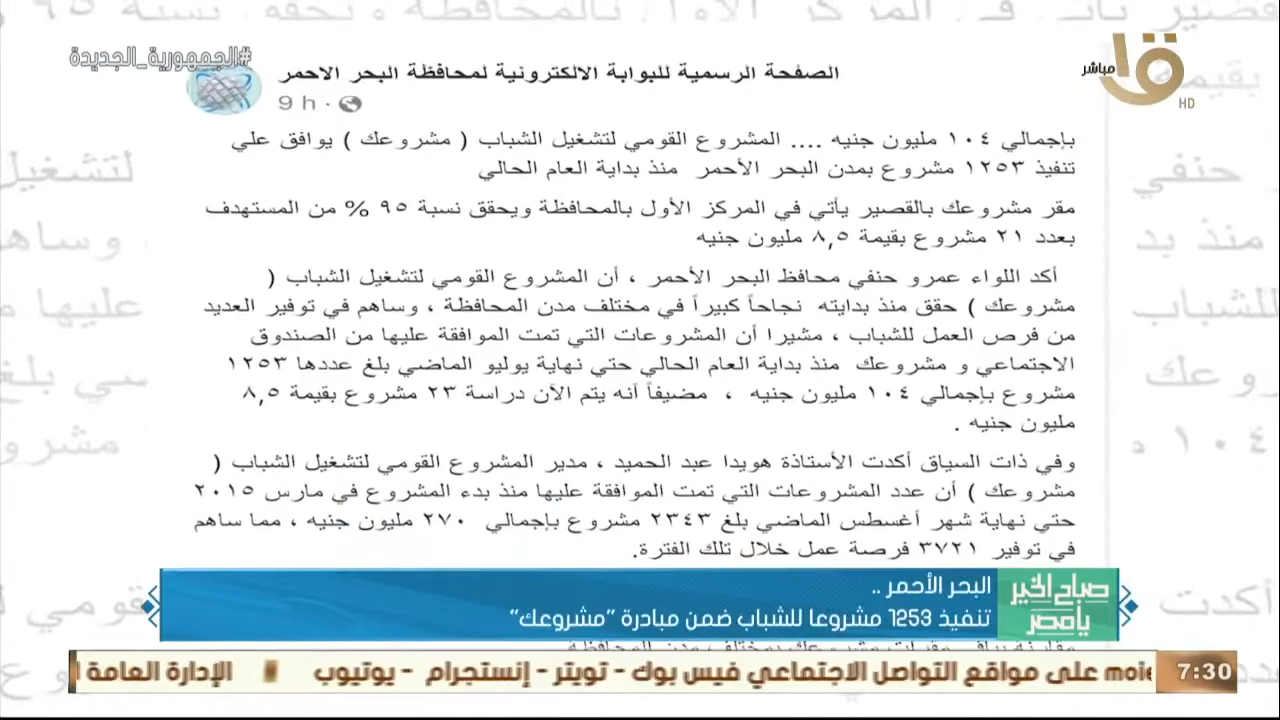 #الجمهورية_الجديدة
مباشر
HD
الصفحة الرسمية للبوابة الالكترونية لمحافظة البحر الاحمر
9 h ·
بإجمالي ١٠٤ مليون جنيه .... المشروع القومي لتشغيل الشباب ( مشروعك ) يوافق علي
تنفيذ ١٢٥٣ مشروع بمدن البحر الأحمر منذ بداية العام الحالي
مقر مشروعك بالقصير يأتي في المركز الأول بالمحافظة ويحقق نسبة ٩٥ % من المستهدف
بعدد ٢١ مشروع بقيمة ٨,٥ مليون جنيه
أكد اللواء عمرو حنفي محافظ البحر الأحمر ، أن المشروع القومي لتشغيل الشباب (
مشروعك ) حقق منذ بدايته نجاحاً كبيراً في مختلف مدن المحافظة ، وساهم في توفير العديد
من فرص العمل للشباب ، مشيرا أن المشروعات التي تمت الموافقة عليها من الصندوق
الاجتماعي و مشروعك منذ بداية العام الحالي حتي نهاية يوليو الماضي بلغ عددها ١٢٥٣
مشروع بإجمالي ١٠٤ مليون جنيه ، مضيفاً أنه يتم الآن دراسة ٢٣ مشروع بقيمة ٨,٥
مليون جنيه .
وفي ذات السياق أكدت الأستاذة هويدا عبد الحميد ، مدير المشروع القومي لتشغيل الشباب (
مشروعك ) أن عدد المشروعات التي تمت الموافقة عليها منذ بدء المشروع في مارس ٢٠١٥
حتي نهاية شهر أغسطس الماضي بلغ ٢٣٤٣ مشروع بإجمالي ٢٧٠ مليون جنيه ، مما ساهم
في توفير ٣٧٢١ فرصة عمل خلال تلك الفترة.
صباح الخير
يا مصر
البحر الأحمر ..
تنفيذ 1253 مشروعا للشباب ضمن مبادرة "مشروعك"
moie على مواقع التواصل الاجتماعي فيس بوك - تويتر - إنستجرام - يوتيوب الإدارة العامة
7:30